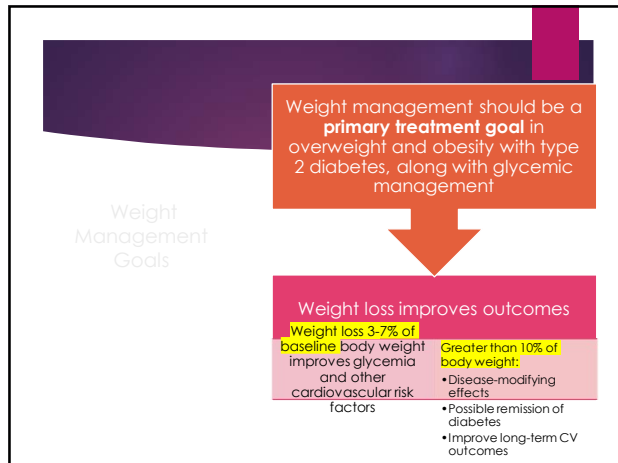 Weight
Management
Goals
Weight management should be a
primary treatment goal in
overweight and obesity with type
2 diabetes, along with glycemic
management
Weight loss improves outcomes
Weight loss 3-7% of
baseline body weight
improves glycemia
and other
cardiovascular risk
factors
Greater than 10% of
body weight:
•Disease-modifying
effects
•Possible remission of
diabetes
•Improve long-term CV
outcomes